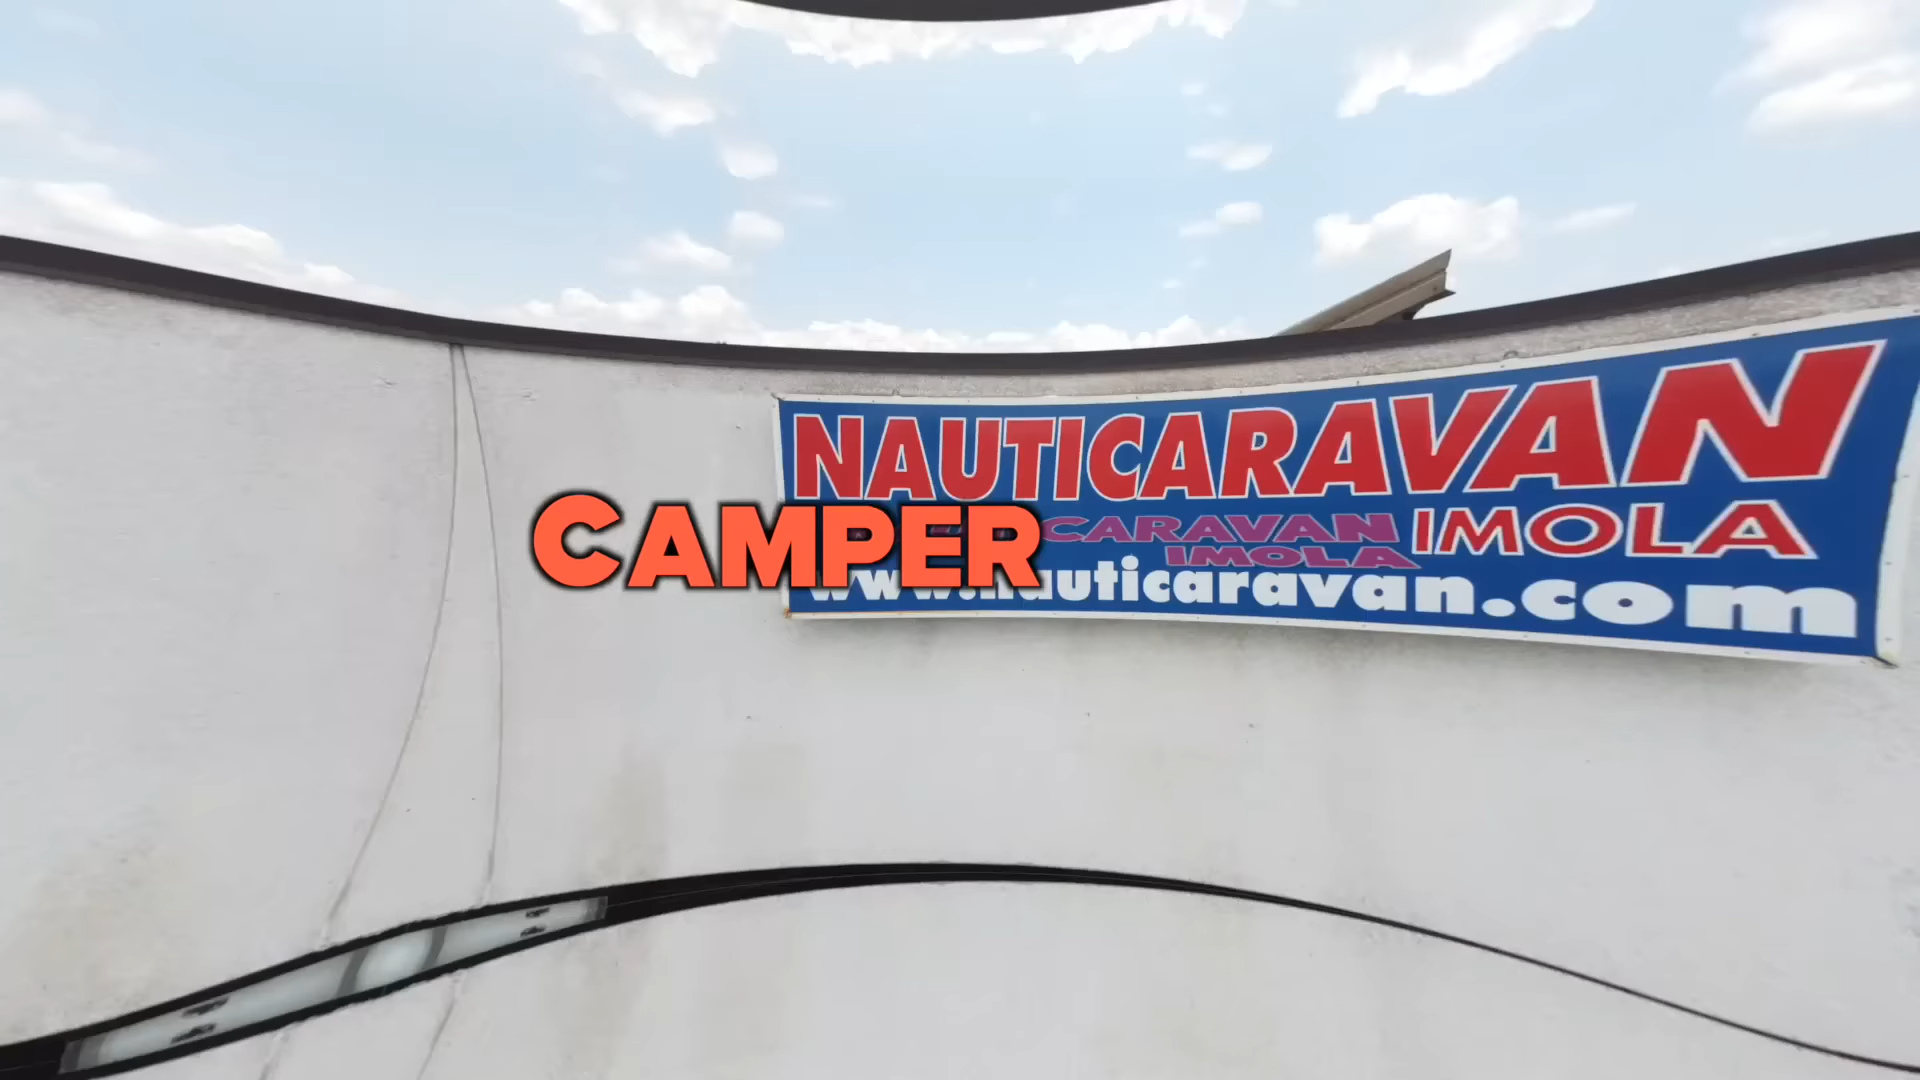 NAUTICARAVAN
IMOLA
CAMPER
CARAVAN
IMOLA
www.nauticaravan.com